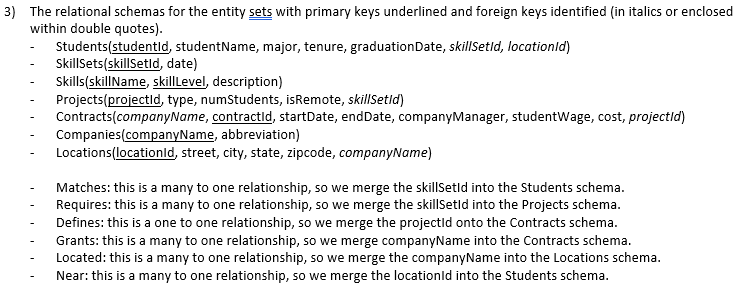 3) The relational schemas for the entity sets with primary keys underlined and foreign keys identified (in italics or enclosed
within double quotes).
- Students(studentId, studentName, major, tenure, graduationDate, skillSetId, locationId)
- SkillSets(skillSetId, date)
- Skills(skillName, skillLevel, description)
- Projects(projectId, type, numStudents, isRemote, skillSetId)
- Contracts(companyName, contractId, startDate, endDate, companyManager, studentWage, cost, projectId)
- Companies(companyName, abbreviation)
- Locations(locationId, street, city, state, zipcode, companyName)
- Matches: this is a many to one relationship, so we merge the skillSetId into the Students schema.
- Requires: this is a many to one relationship, so we merge the skillSetId into the Projects schema.
- Defines: this is a one to one relationship, so we merge the projectId onto the Contracts schema.
- Grants: this is a many to one relationship, so we merge companyName into the Contracts schema.
- Located: this is a many to one relationship, so we merge the companyName into the Locations schema.
- Near: this is a many to one relationship, so we merge the locationId into the Students schema.